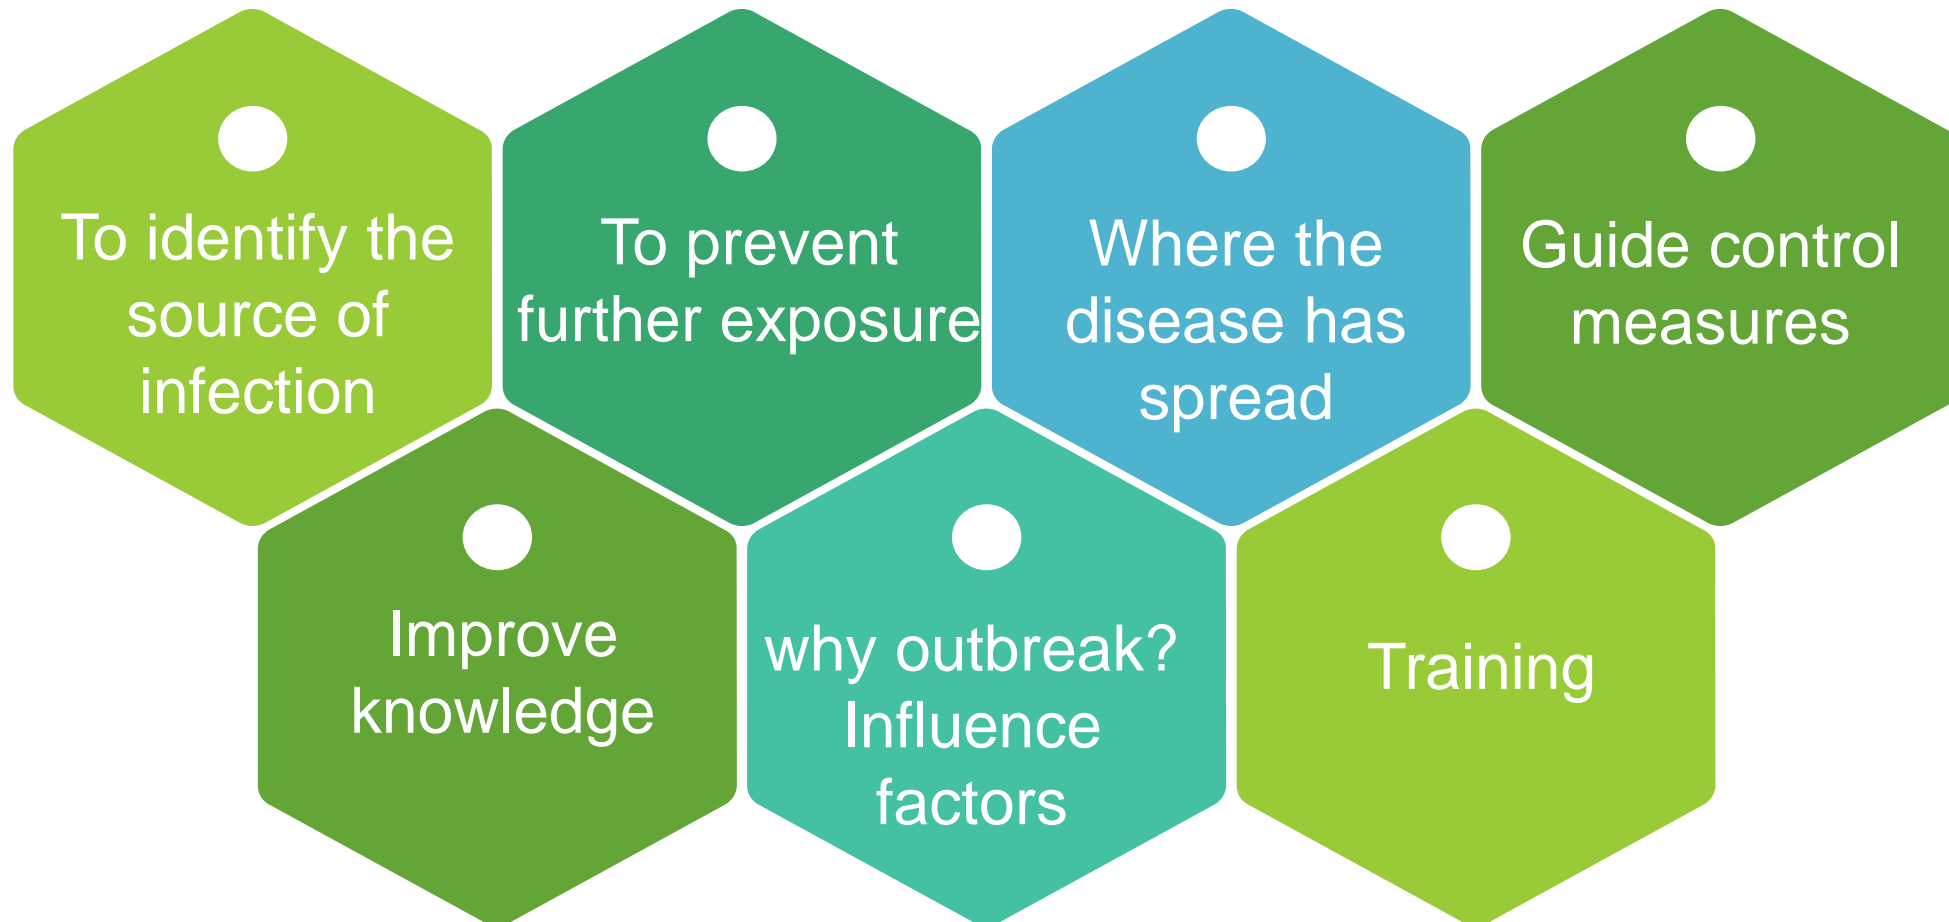 To identify the
source of
infection
To prevent
further exposure
Where the
disease has
spread
Guide control
measures
Improve
knowledge
why outbreak?
Influence
factors
Training